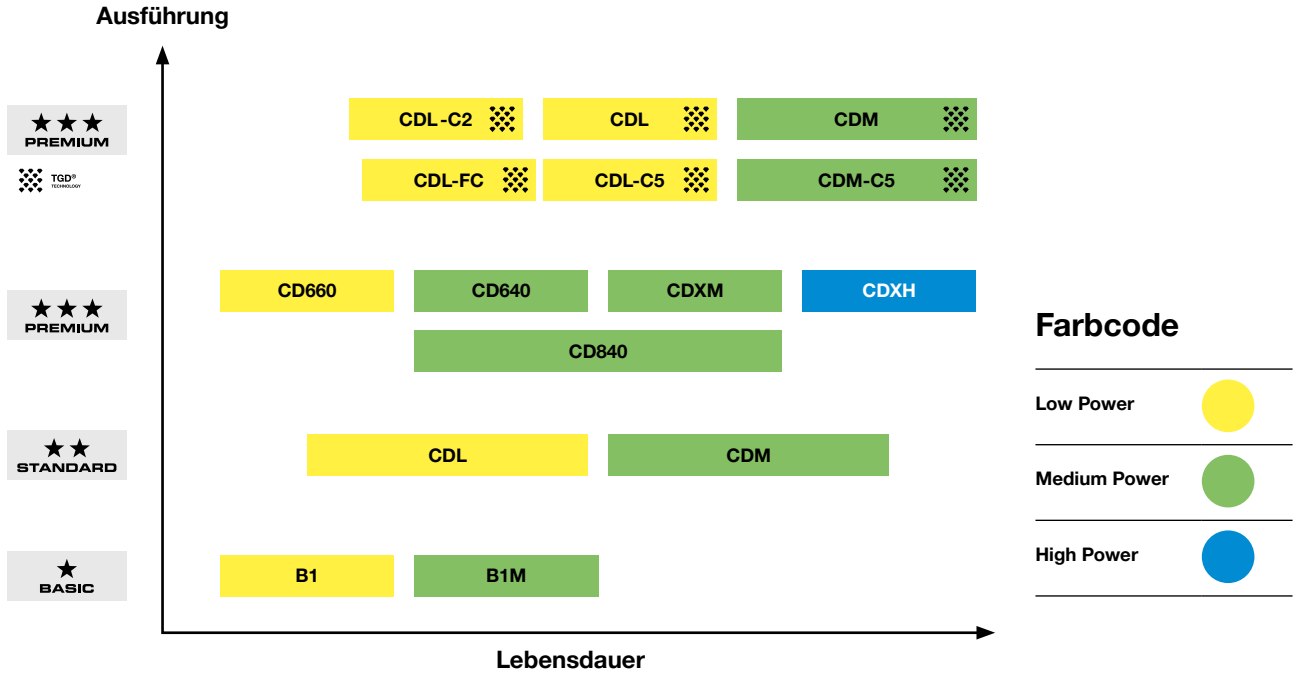 Ausführung
★★★
PREMIUM
TGD®
TECHNOLOGY
CDL-C2
CDL
CDM
CDL-FC
CDL-C5
CDM-C5
★★★
PREMIUM
CD660
CD640
CDXM
CDXH
CD840
★★
STANDARD
CDL
CDM
★
BASIC
B1
B1M
Lebensdauer
Farbcode
Low Power
Medium Power
High Power